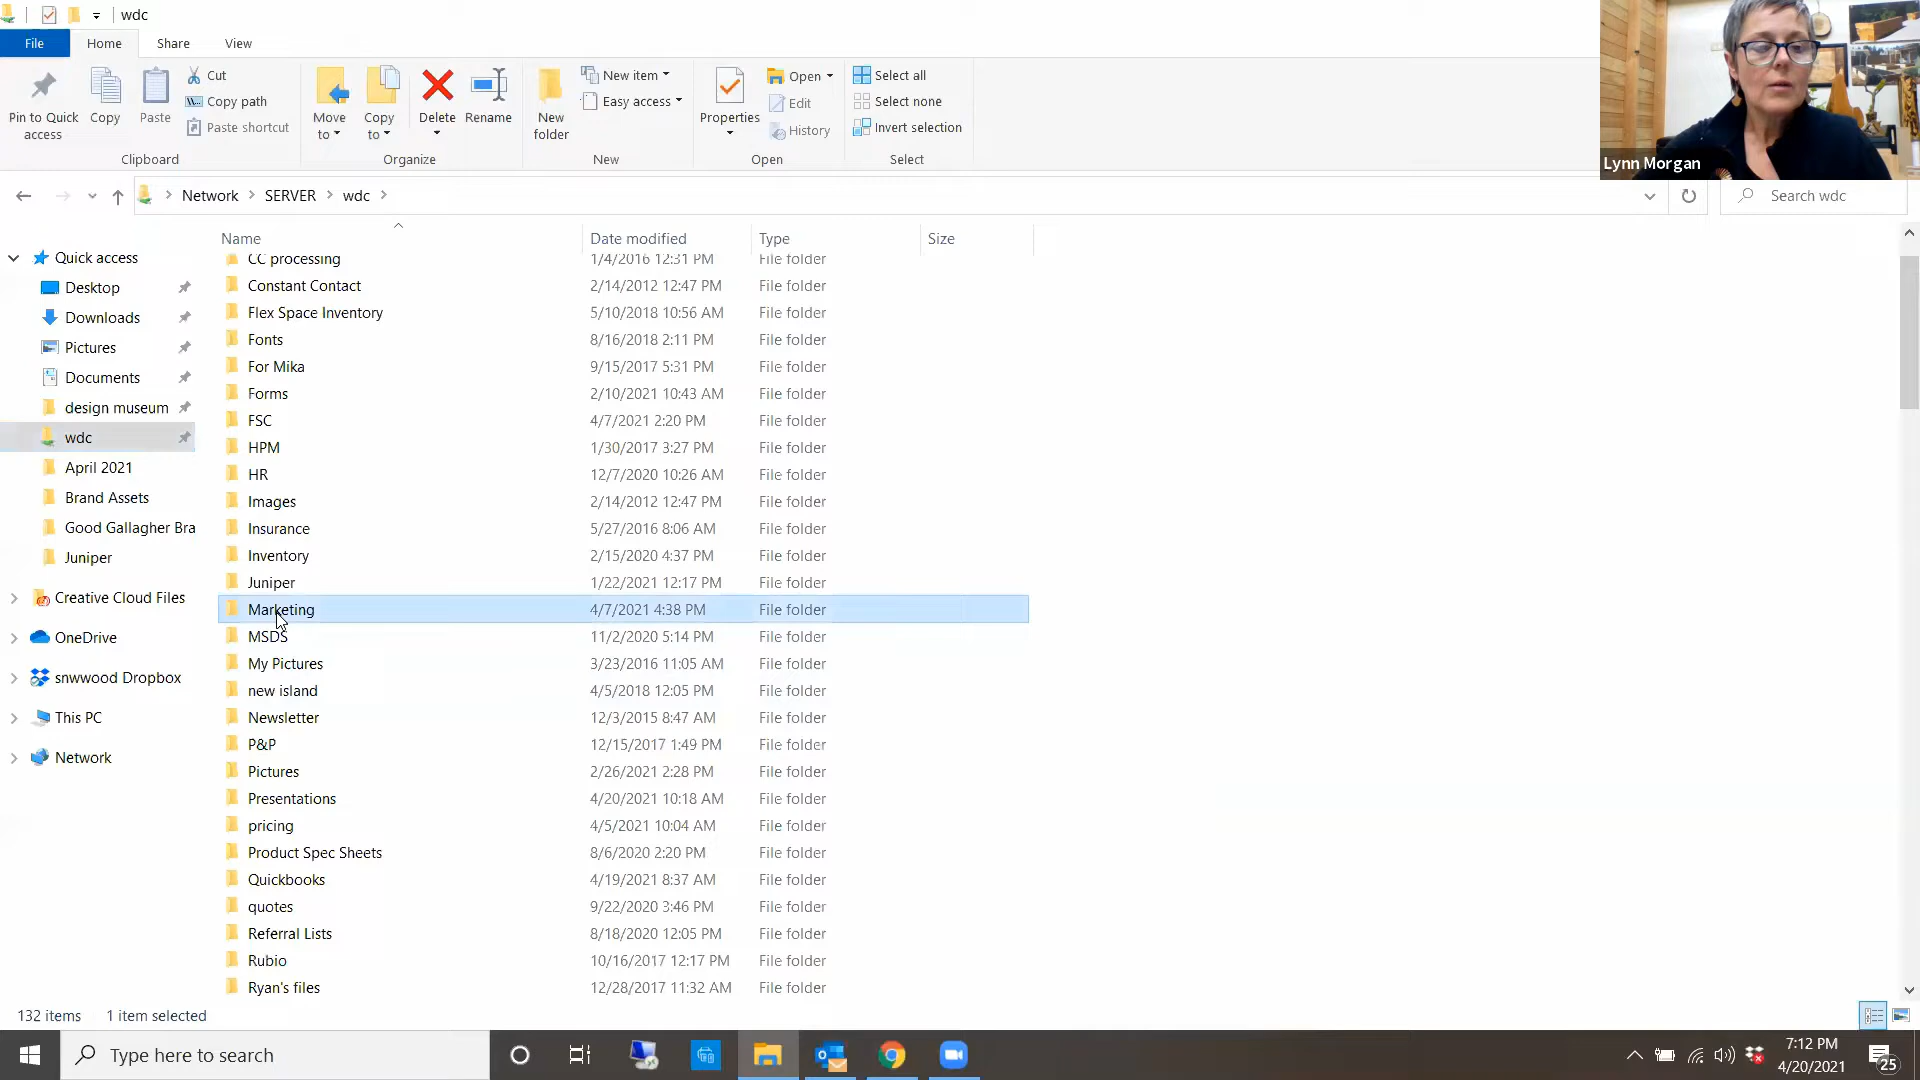 wdc
File Home Share View
Pin to Quick access
Copy
Paste
Cut
Copy path
Paste shortcut
Clipboard
Move to
Copy to
Delete
Rename
Organize
New folder
New item
Easy access
New
Properties
Open
Edit
History
Open
Select all
Select none
Invert selection
Select
Lynn Morgan
Network SERVER wdc
Search wdc
Name Date modified Type Size
Quick access
Desktop
Downloads
Pictures
Documents
design museum
wdc
April 2021
Brand Assets
Good Gallagher Bra
Juniper
Creative Cloud Files
OneDrive
snwwood Dropbox
This PC
Network
CC processing 1/4/2016 12:31 PM File folder
Constant Contact 2/14/2012 12:47 PM File folder
Flex Space Inventory 5/10/2018 10:56 AM File folder
Fonts 8/16/2018 2:11 PM File folder
For Mika 9/15/2017 5:31 PM File folder
Forms 2/10/2021 10:43 AM File folder
FSC 4/7/2021 2:20 PM File folder
HPM 1/30/2017 3:27 PM File folder
HR 12/7/2020 10:26 AM File folder
Images 2/14/2012 12:47 PM File folder
Insurance 5/27/2016 8:06 AM File folder
Inventory 2/15/2020 4:37 PM File folder
Juniper 1/22/2021 12:17 PM File folder
Marketing 4/7/2021 4:38 PM File folder
MSDS 11/2/2020 5:14 PM File folder
My Pictures 3/23/2016 11:05 AM File folder
new island 4/5/2018 12:05 PM File folder
Newsletter 12/3/2015 8:47 AM File folder
P&P 12/15/2017 1:49 PM File folder
Pictures 2/26/2021 2:28 PM File folder
Presentations 4/20/2021 10:18 AM File folder
pricing 4/5/2021 10:04 AM File folder
Product Spec Sheets 8/6/2020 2:20 PM File folder
Quickbooks 4/19/2021 8:37 AM File folder
quotes 9/22/2020 3:46 PM File folder
Referral Lists 8/18/2020 12:05 PM File folder
Rubio 10/16/2017 12:17 PM File folder
Ryan's files 12/28/2017 11:32 AM File folder
132 items 1 item selected
Type here to search
7:12 PM
4/20/2021
25